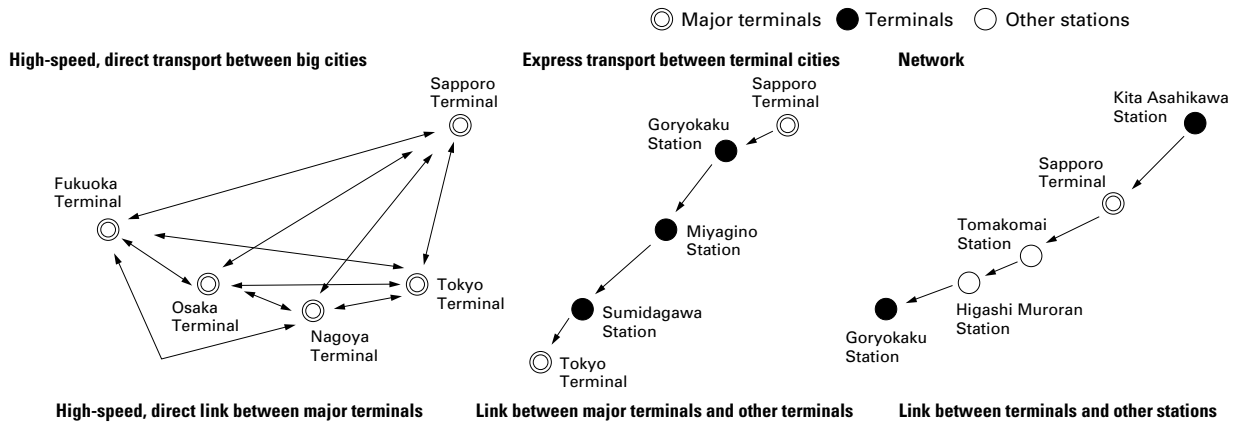 Major terminals
Terminals
Other stations
High-speed, direct transport between big cities
Sapporo
Terminal
Fukuoka
Terminal
Osaka
Terminal
Nagoya
Terminal
Tokyo
Terminal
High-speed, direct link between major terminals
Express transport between terminal cities
Sapporo
Terminal
Goryokaku
Station
Miyagino
Station
Sumidagawa
Station
Tokyo
Terminal
Link between major terminals and other terminals
Network
Kita Asahikawa
Station
Sapporo
Terminal
Tomakomai
Station
Higashi Muroran
Station
Goryokaku
Station
Link between terminals and other stations